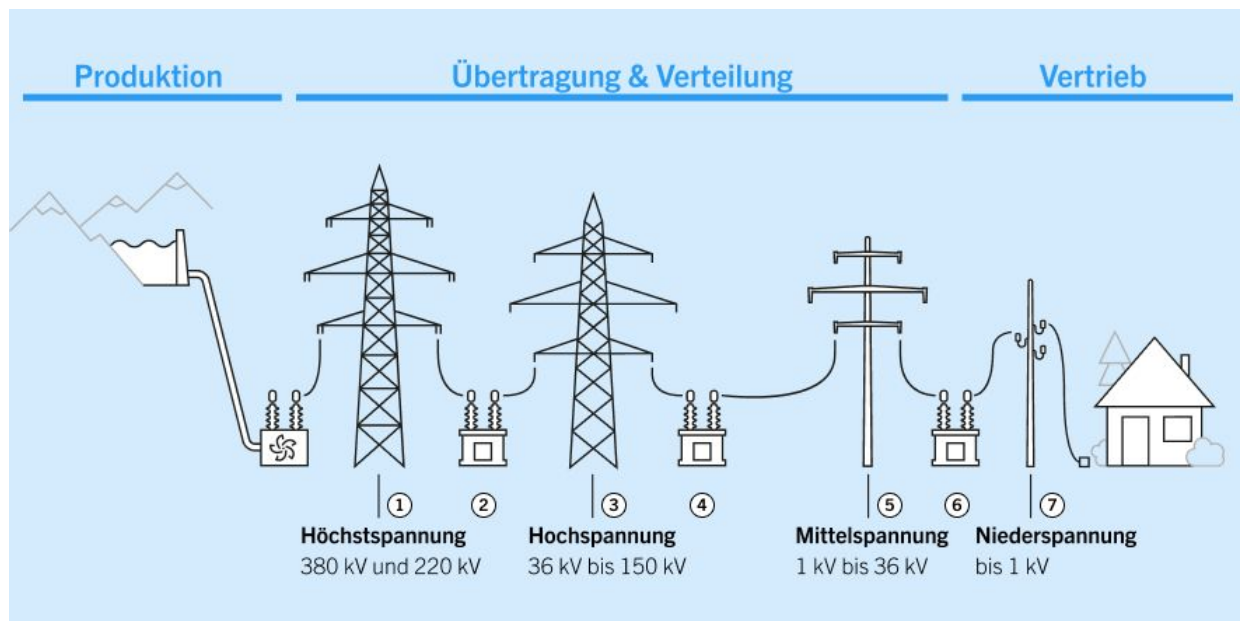 Produktion
Übertragung & Verteilung
Vertrieb
1
2
3
4
5
6
7
Höchstspannung
380 kV und 220 kV
Hochspannung
36 kV bis 150 kV
Mittelspannung
1 kV bis 36 kV
Niederspannung
bis 1 kV